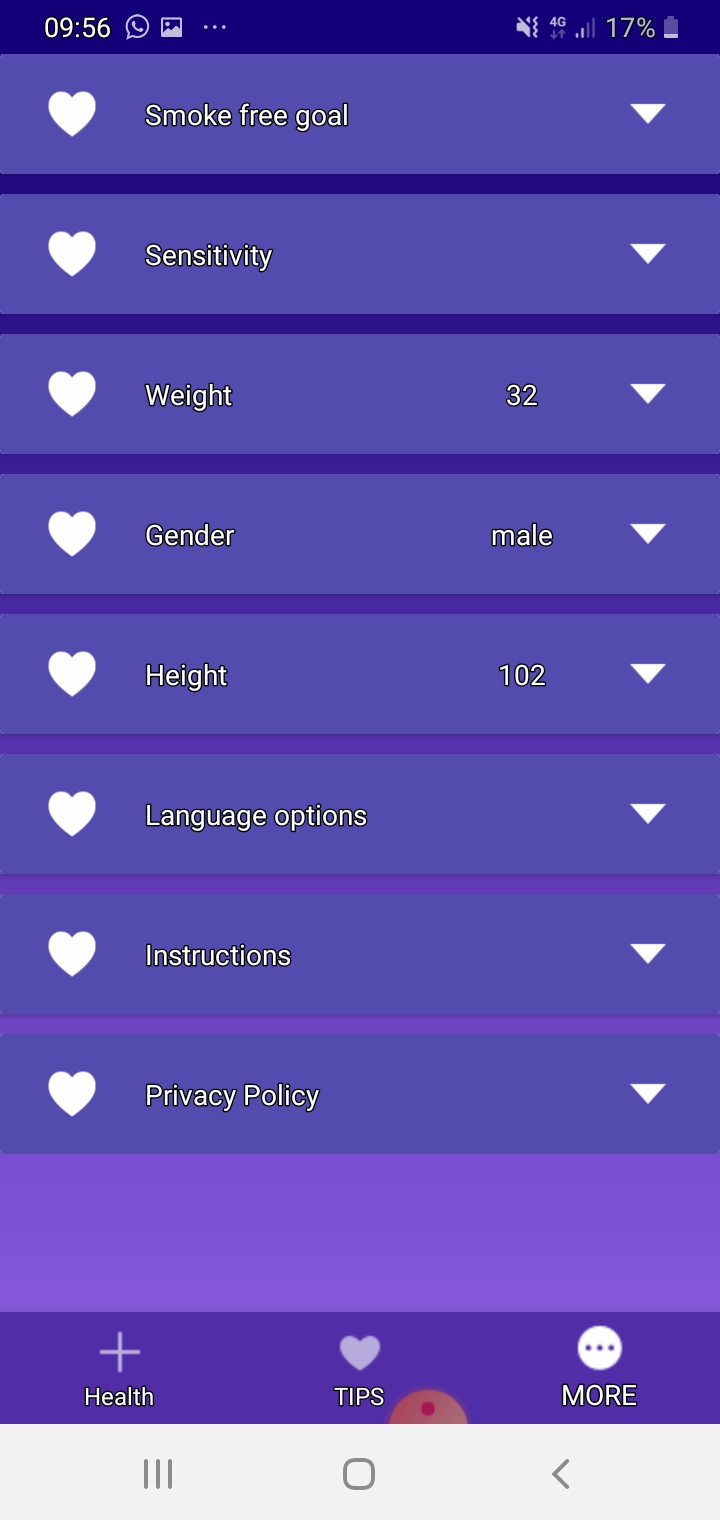 09:56 4G 17%
Smoke free goal
Sensitivity
Weight 32
Gender male
Height 102
Language options
Instructions
Privacy Policy
Health TIPS MORE